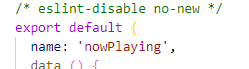 /* eslint-disable no-new */
export default {
  name: 'nowPlaying',
  data () {